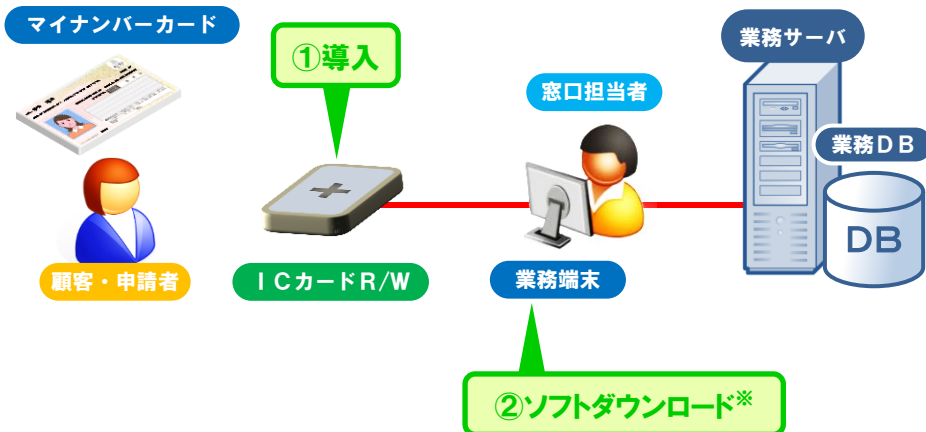 マイナンバーカード
①導入
業務サーバ
窓口担当者
業務DB
DB
顧客・申請者
ICカードR/W
業務端末
②ソフトダウンロード※